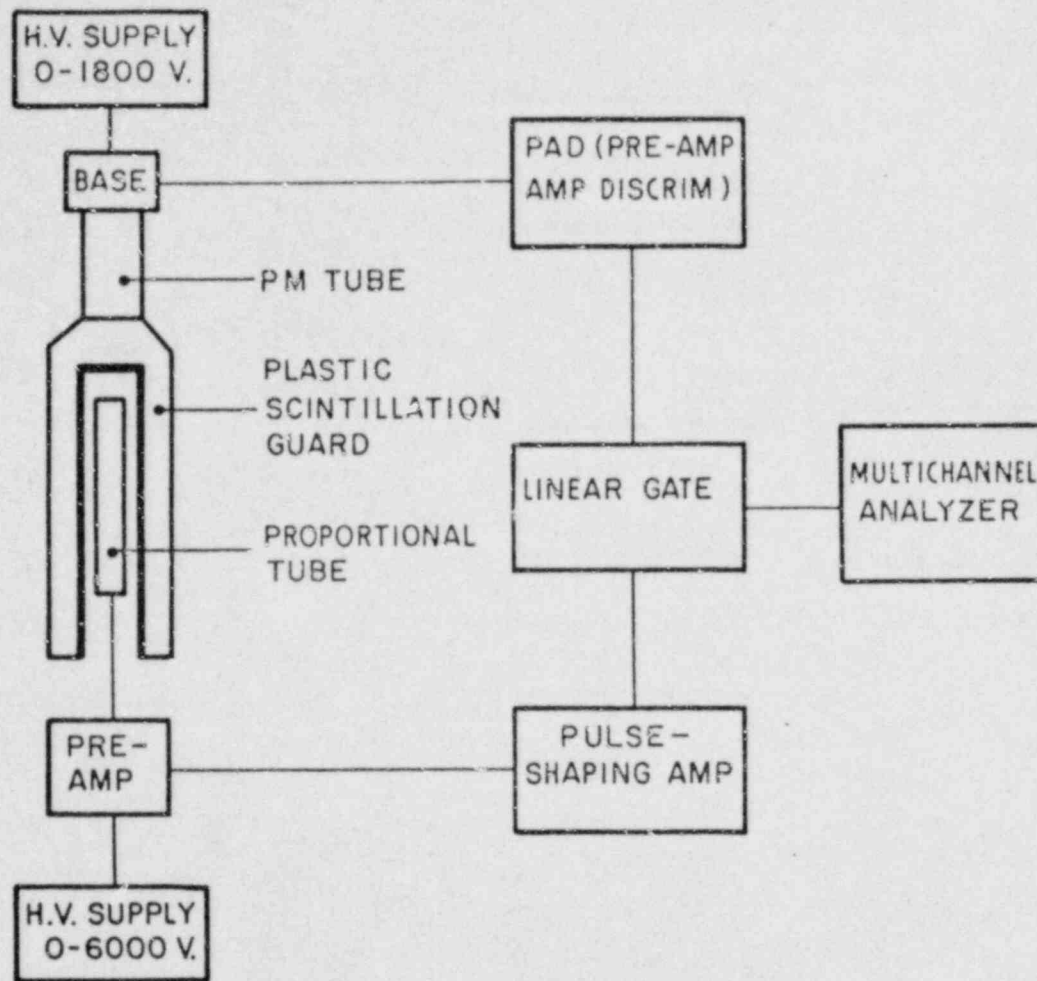 H.V. SUPPLY
0-1800 V.
BASE
PAD (PRE-AMP
AMP DISCRIM)
PM TUBE
PLASTIC
SCINTILLATION
GUARD
LINEAR GATE
MULTICHANNEL
ANALYZER
PROPORTIONAL
TUBE
PRE-
AMP
PULSE-
SHAPING AMP
H.V. SUPPLY
0-6000 V.